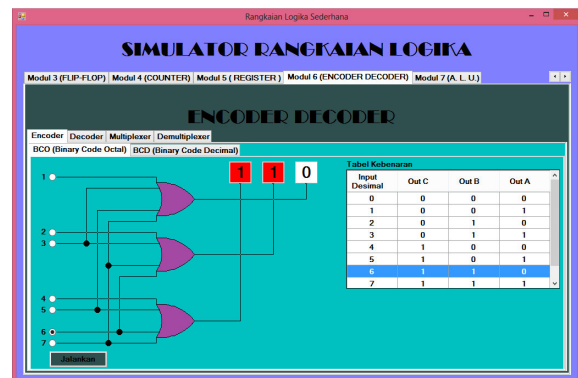 Rangkaian Logika Sederhana
SIMULATOR RANGKAIAN LOGIKA
Modul 3 (FLIP-FLOP) Modul 4 (COUNTER) Modul 5 ( REGISTER ) Modul 6 (ENCODER DECODER) Modul 7 (A. L. U.)
ENCODER DECODER
Encoder Decoder Multiplexer Demultiplexer
BCO (Binary Code Octal) BCD (Binary Code Decimal)
1
2
3
4
5
6
7
1 1 0
Jalankan
Tabel Kebenaran
Input Desimal Out C Out B Out A
0 0 0 0
1 0 0 1
2 0 1 0
3 0 1 1
4 1 0 0
5 1 0 1
6 1 1 0
7 1 1 1